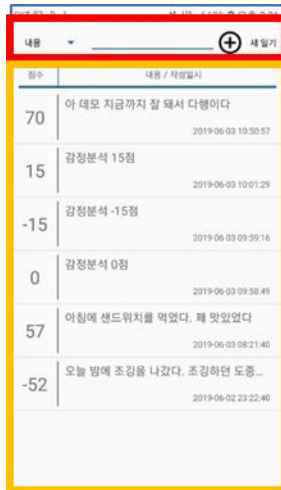 내용 새 일기
점수 내용 / 작성일시
70 아 데모 지금까지 잘 돼서 다행이다
2019-06-03 10:50:57
15 감정분석 15점
2019-06-03 10:01:29
-15 감정분석 -15점
2019-06-03 09:59:16
0 감정분석 0점
2019-06-03 09:58:49
57 아침에 샌드위치를 먹었다. 꽤 맛있었다
2019-06-03 08:21:40
-52 오늘 밤에 조깅을 나갔다. 조깅하던 도중...
2019-06-02 23:22:40